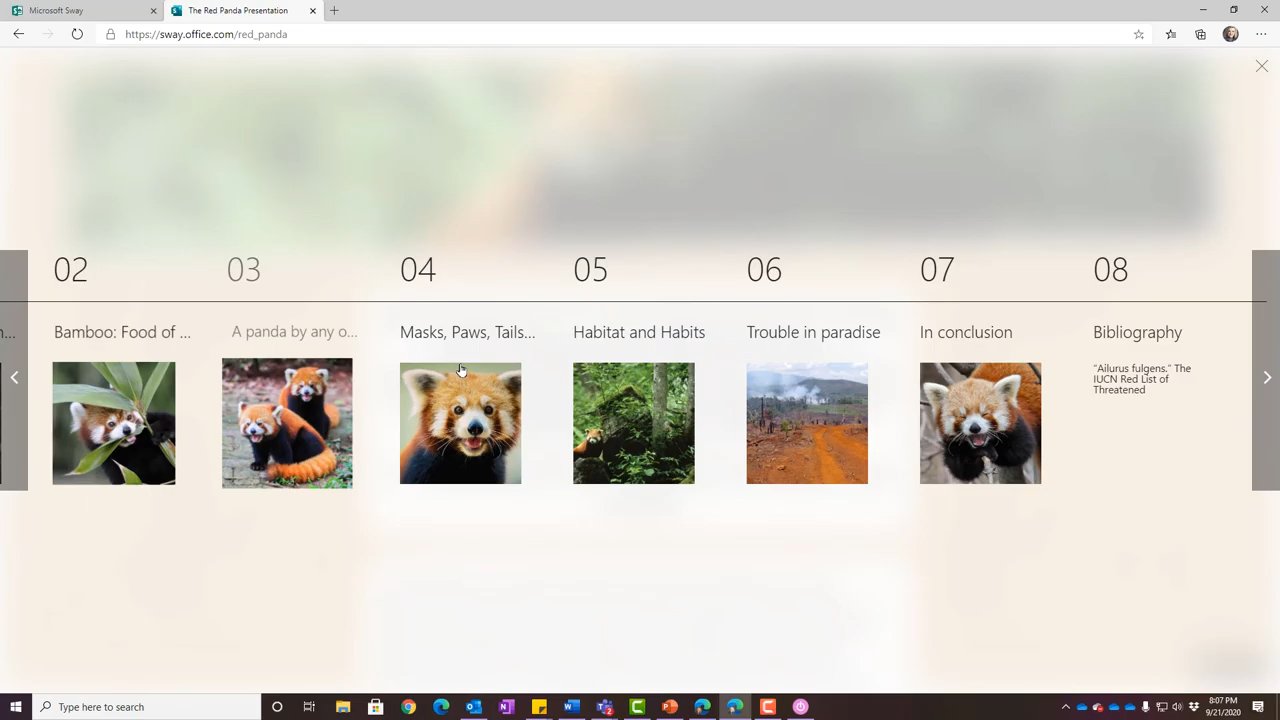 Microsoft Sway
The Red Panda Presentation
https://sway.office.com/red_panda
02
03
04
05
06
07
08
n...
Bamboo: Food of ...
A panda by any o...
Masks, Paws, Tails...
Habitat and Habits
Trouble in paradise
In conclusion
Bibliography
"Ailurus fulgens." The
IUCN Red List of
Threatened
Type here to search
8:07 PM
9/21/2020